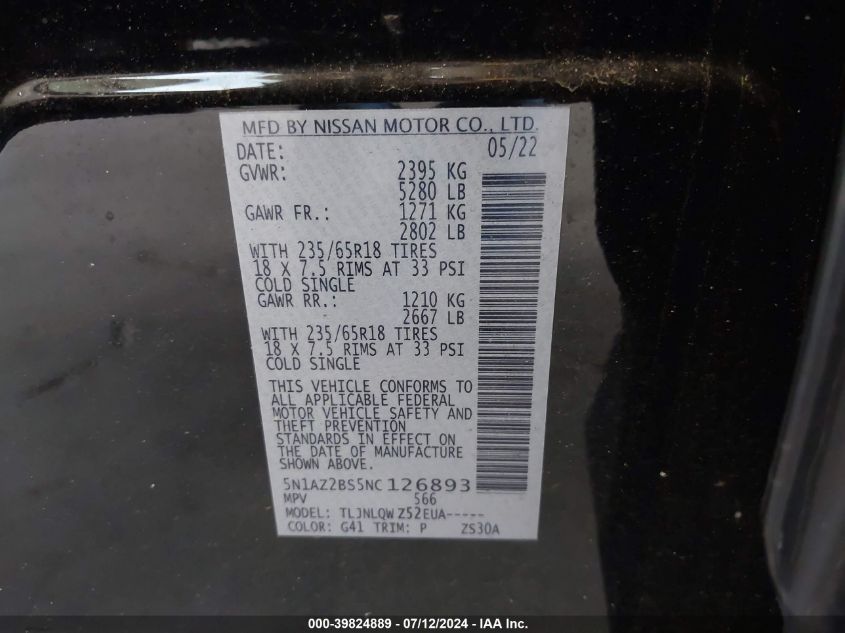 MFD BY NISSAN MOTOR CO., LTD.
DATE: 05/22
GVWR: 2395 KG
5280 LB
GAWR FR.: 1271 KG
2802 LB
WITH 235/65R18 TIRES
18 X 7.5 RIMS AT 33 PSI
COLD SINGLE
GAWR RR.: 1210 KG
2667 LB
WITH 235/65R18 TIRES
18 X 7.5 RIMS AT 33 PSI
COLD SINGLE
THIS VEHICLE CONFORMS TO
ALL APPLICABLE FEDERAL
MOTOR VEHICLE SAFETY AND
THEFT PREVENTION
STANDARDS IN EFFECT ON
THE DATE OF MANUFACTURE
SHOWN ABOVE.
5N1AZ2BS5NC126893
MPV 566
MODEL: TLJNLQWZ52EUA-----
COLOR: G41 TRIM: P ZS30A
000-39824889 - 07/12/2024 - IAA Inc.